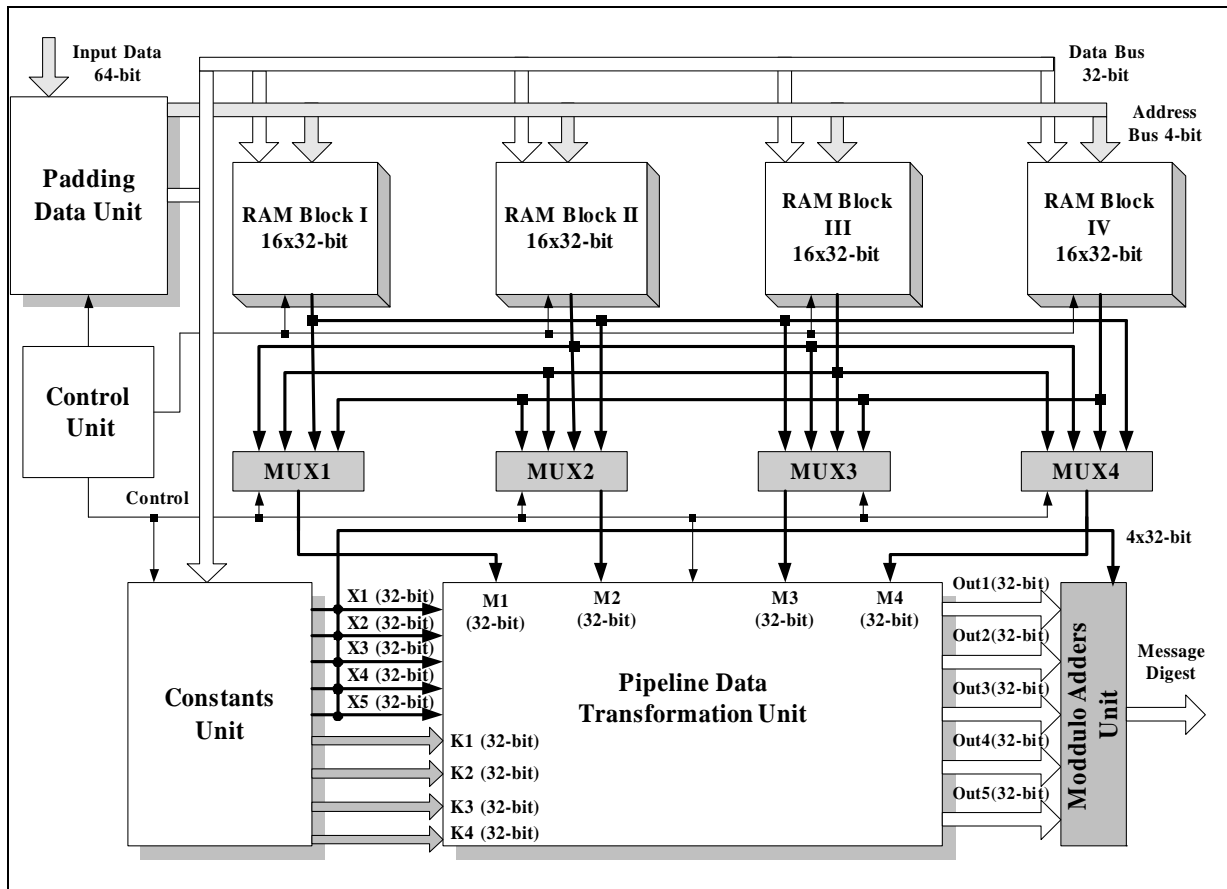 Input Data
64-bit
Data Bus
32-bit
Address
Bus 4-bit
Padding
Data Unit
RAM Block I
16x32-bit
RAM Block II
16x32-bit
RAM Block
III
16x32-bit
RAM Block
IV
16x32-bit
Control
Unit
MUX1
MUX2
MUX3
MUX4
Control
4x32-bit
X1 (32-bit)
X2 (32-bit)
X3 (32-bit)
X4 (32-bit)
X5 (32-bit)
M1
(32-bit)
M2
(32-bit)
M3
(32-bit)
M4
(32-bit)
Out1(32-bit)
Out2(32-bit)
Out3(32-bit)
Out4(32-bit)
Out5(32-bit)
Constants
Unit
Pipeline Data
Transformation Unit
K1 (32-bit)
K2 (32-bit)
K3 (32-bit)
K4 (32-bit)
Moddulo Adders
Unit
Message
Digest